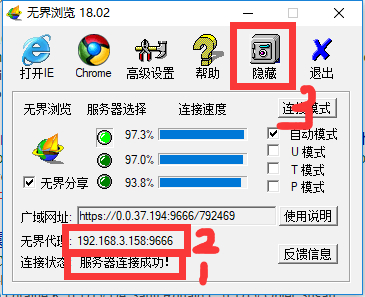 无界浏览 18.02
打开IE Chrome 高级设置 帮助 隐藏 退出
无界浏览 服务器选择 连接速度 连接模式
3
97.3% 自动模式
97.0% U 模式
T 模式
无界分享 93.8% P 模式
广域网址: https://0.0.37.194:9666/792469 使用说明
无界代理: 192.168.3.158:9666 2
连接状态: 服务器连接成功! 反馈信息
1